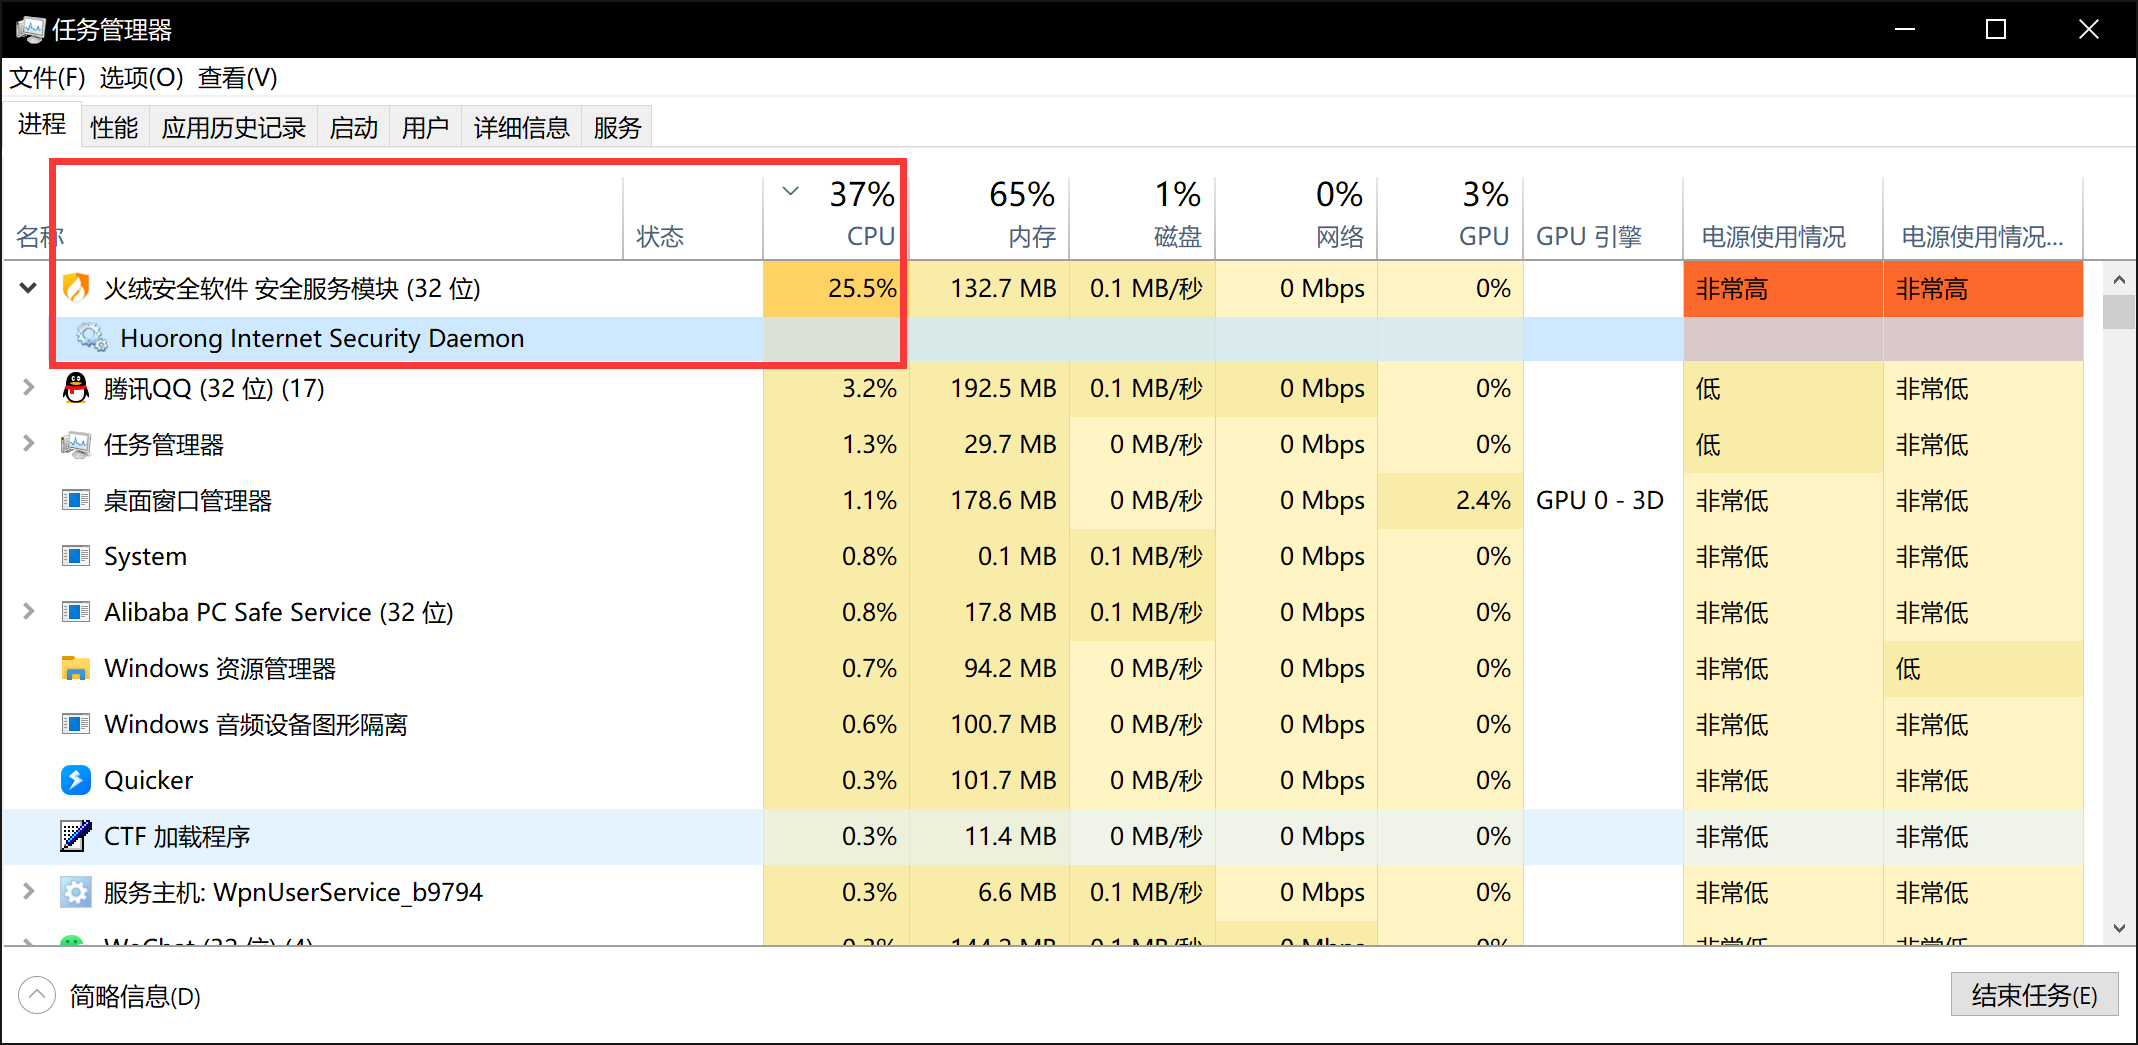 任务管理器
文件(F) 选项(O) 查看(V)
进程 性能 应用历史记录 启动 用户 详细信息 服务
37% 65% 1% 0% 3%
名称 状态 CPU 内存 磁盘 网络 GPU GPU 引擎 电源使用情况 电源使用情况...
火绒安全软件 安全服务模块 (32 位) 25.5% 132.7 MB 0.1 MB/秒 0 Mbps 0% 非常高 非常高
Huorong Internet Security Daemon
腾讯QQ (32 位) (17) 3.2% 192.5 MB 0.1 MB/秒 0 Mbps 0% 低 非常低
任务管理器 1.3% 29.7 MB 0 MB/秒 0 Mbps 0% 低 非常低
桌面窗口管理器 1.1% 178.6 MB 0 MB/秒 0 Mbps 2.4% GPU 0 - 3D 非常低 非常低
System 0.8% 0.1 MB 0.1 MB/秒 0 Mbps 0% 非常低 非常低
Alibaba PC Safe Service (32 位) 0.8% 17.8 MB 0.1 MB/秒 0 Mbps 0% 非常低 非常低
Windows 资源管理器 0.7% 94.2 MB 0 MB/秒 0 Mbps 0% 非常低 低
Windows 音频设备图形隔离 0.6% 100.7 MB 0 MB/秒 0 Mbps 0% 非常低 非常低
Quicker 0.3% 101.7 MB 0 MB/秒 0 Mbps 0% 非常低 非常低
CTF 加载程序 0.3% 11.4 MB 0 MB/秒 0 Mbps 0% 非常低 非常低
服务主机: WpnUserService_b9794 0.3% 6.6 MB 0.1 MB/秒 0 Mbps 0% 非常低 非常低
WeChat (32 位) (4) 0.1 MB/秒 0 Mbps 0% 非常低 非常低
简略信息(D) 结束任务(E)